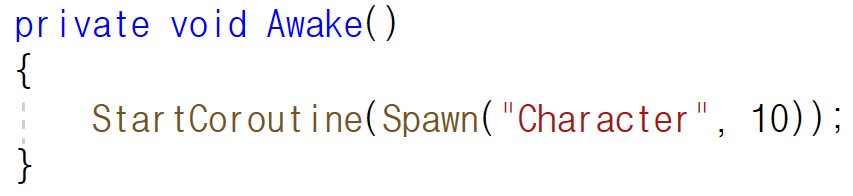 private void Awake()
{
    StartCoroutine(Spawn("Character", 10));
}